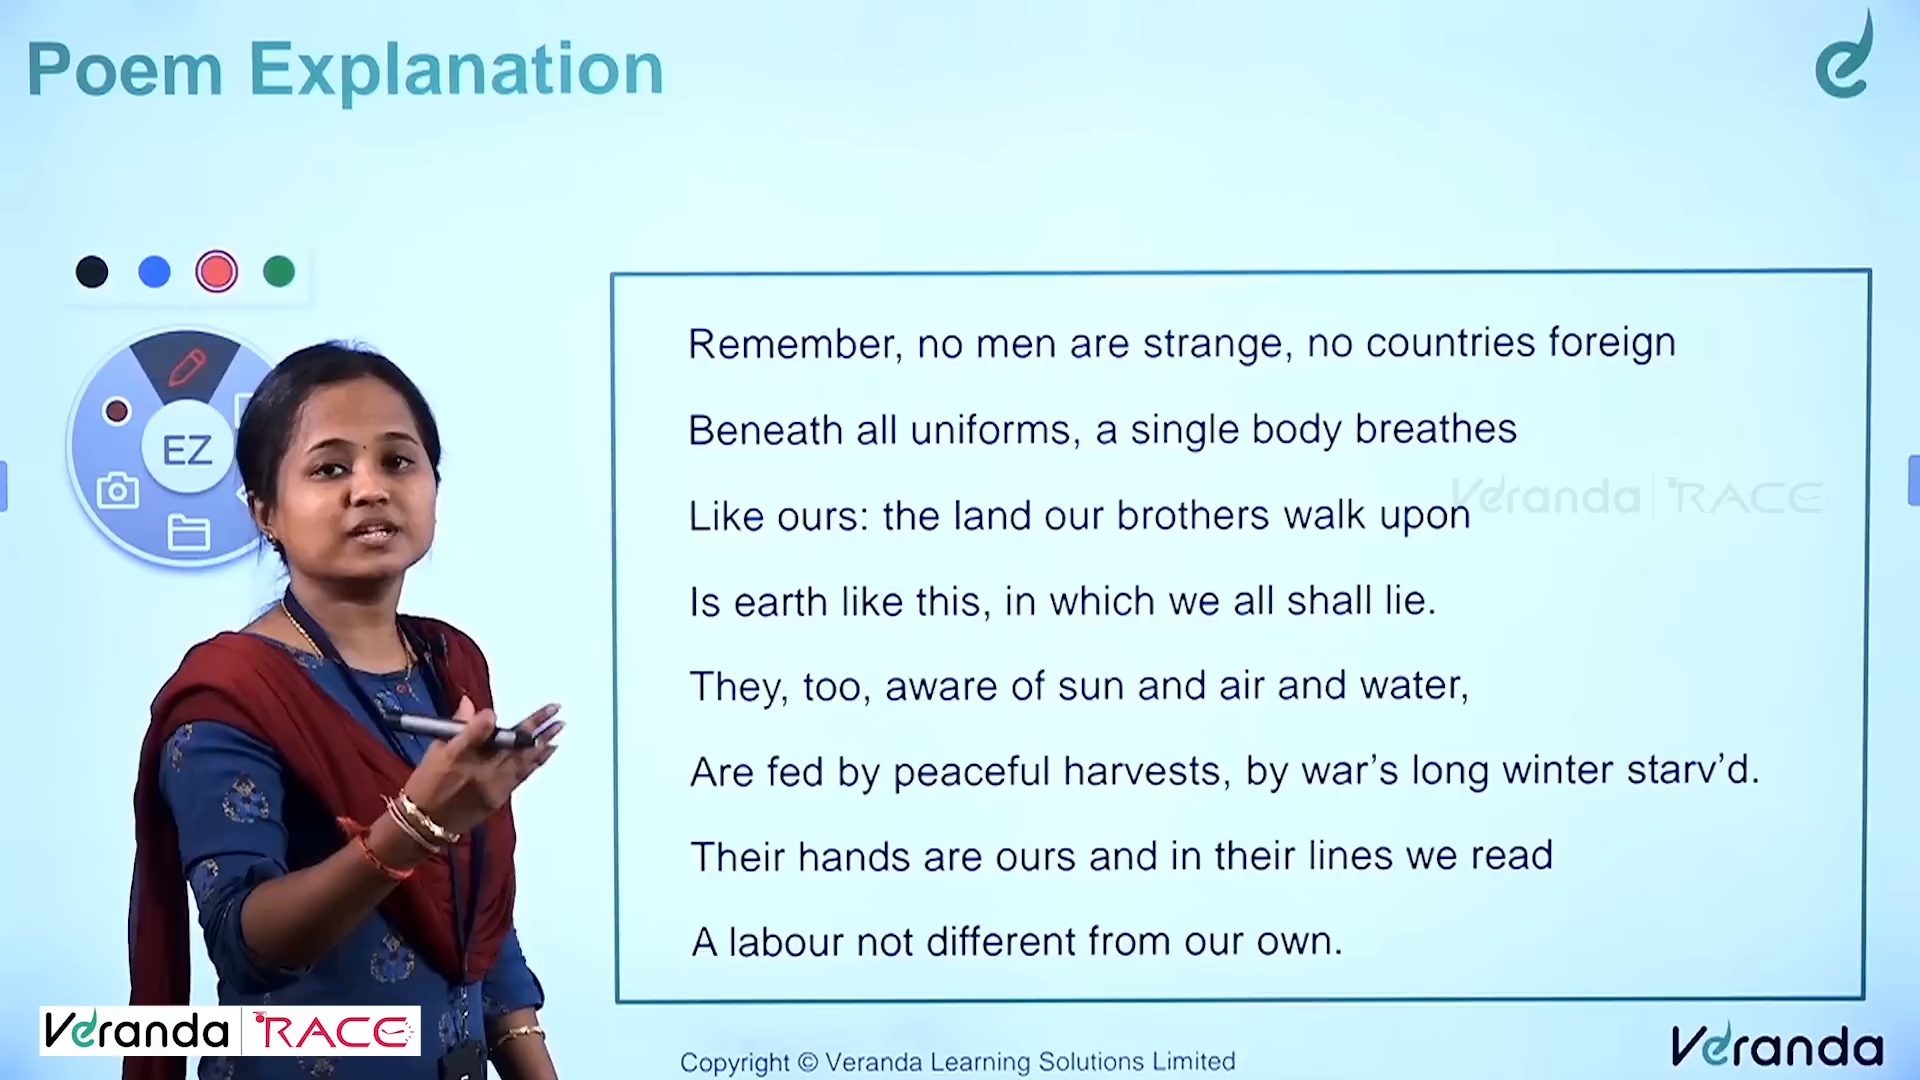 Poem Explanation
EZ
Remember, no men are strange, no countries foreign
Beneath all uniforms, a single body breathes
Like ours: the land our brothers walk upon
Is earth like this, in which we all shall lie.
They, too, aware of sun and air and water,
Are fed by peaceful harvests, by war’s long winter starv’d.
Their hands are ours and in their lines we read
A labour not different from our own.
Veranda RACE
Veranda RACE
Copyright © Veranda Learning Solutions Limited
Veranda